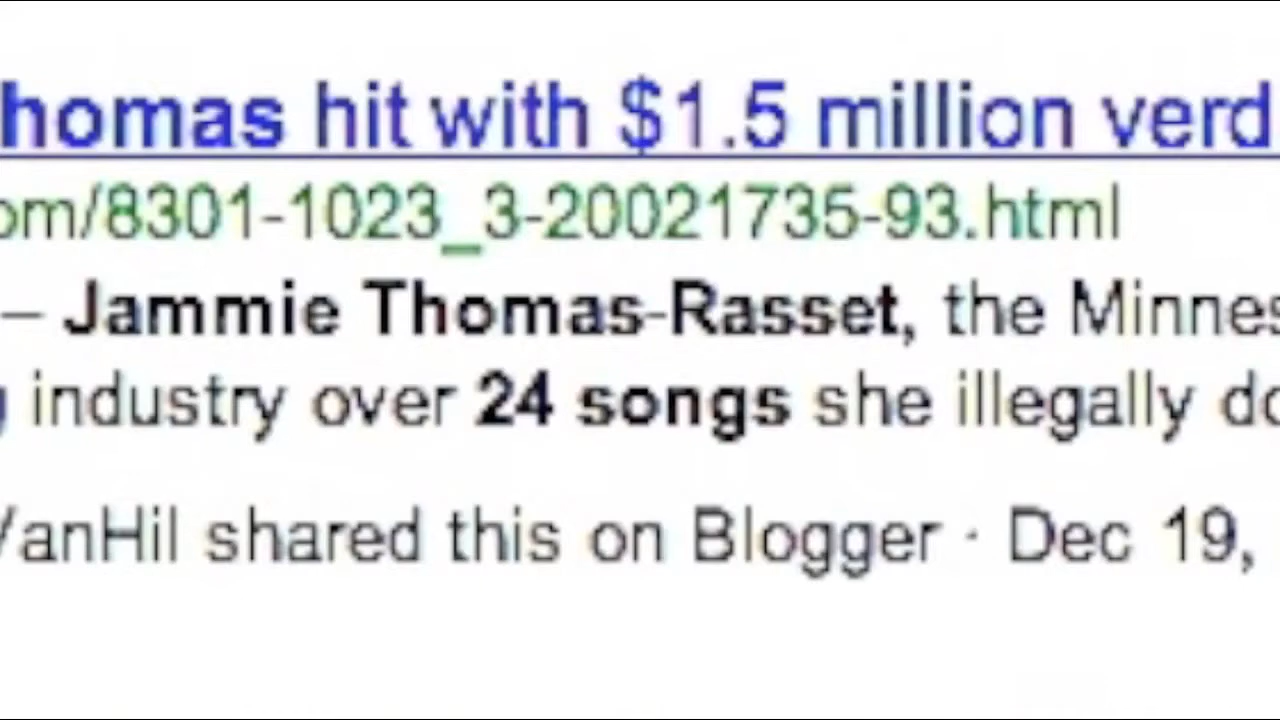 homas hit with $1.5 million verd
om/8301-1023_3-20021735-93.html
– Jammie Thomas-Rasset, the Minnes
g industry over 24 songs she illegally do
VanHil shared this on Blogger · Dec 19,